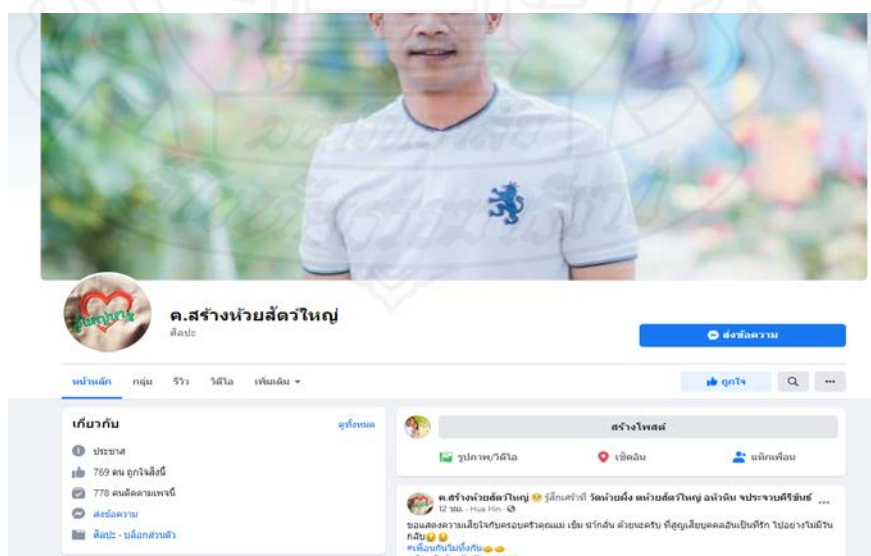 ค.สร้างห้วยสัตว์ใหญ่
ศิลปะ
ส่งข้อความ
หน้าหลัก กลุ่ม รีวิว วิดีโอ เพิ่มเติม
ถูกใจ
เกี่ยวกับ ดูทั้งหมด
ประชาส
769 คน ถูกใจสิ่งนี้
778 คนติดตามเพจนี้
ส่งข้อความ
ศิลปะ · บล็อกส่วนตัว
สร้างโพสต์
รูปภาพ/วิดีโอ เช็คอิน แท็กเพื่อน
ค.สร้างห้วยสัตว์ใหญ่ รู้สึกเศร้าที่ วัดห้วยผึ้ง ตห้วยสัตว์ใหญ่ อหัวหิน จประจวบคีรีขันธ์
12 ชม. · Hua Hin ·
ขอแสดงความเสียใจกับครอบครัวคุณแม่ เข็ม ด้วยนะครับ ที่สูญเสียบุคคลอันเป็นที่รัก ไปอย่างไม่มีวัน
กลับ
#เพื่อนกันไม่ทิ้งกัน